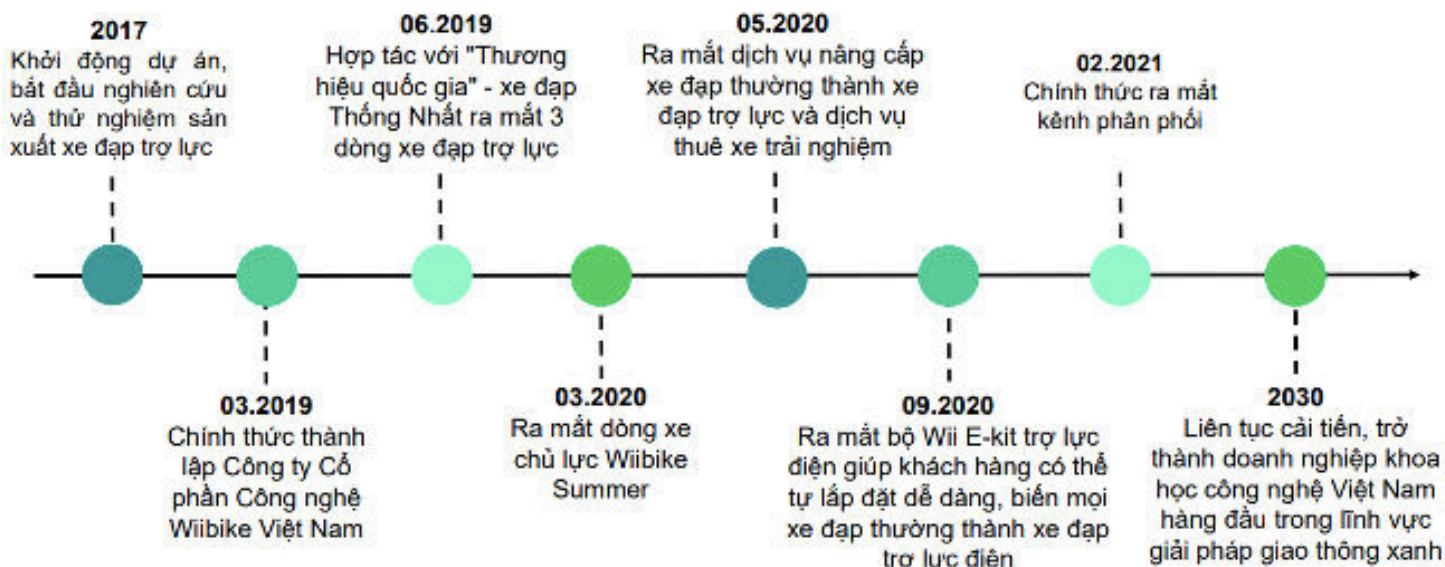 2017
Khởi động dự án,
bắt đầu nghiên cứu
và thử nghiệm sản
xuất xe đạp trợ lực
03.2019
Chính thức thành
lập Công ty Cổ
phần Công nghệ
Wiibike Việt Nam
06.2019
Hợp tác với "Thương
hiệu quốc gia" - xe đạp
Thống Nhất ra mắt 3
dòng xe đạp trợ lực
03.2020
Ra mắt dòng xe
chủ lực Wiibike
Summer
05.2020
Ra mắt dịch vụ nâng cấp
xe đạp thường thành xe
đạp trợ lực và dịch vụ
thuê xe trải nghiệm
09.2020
Ra mắt bộ Wii E-kit trợ lực
điện giúp khách hàng có thể
tự lắp đặt dễ dàng, biến mọi
xe đạp thường thành xe đạp
trợ lực điện
02.2021
Chính thức ra mắt
kênh phân phối
2030
Liên tục cải tiến, trở
thành doanh nghiệp khoa
học công nghệ Việt Nam
hàng đầu trong lĩnh vực
giải pháp giao thông xanh